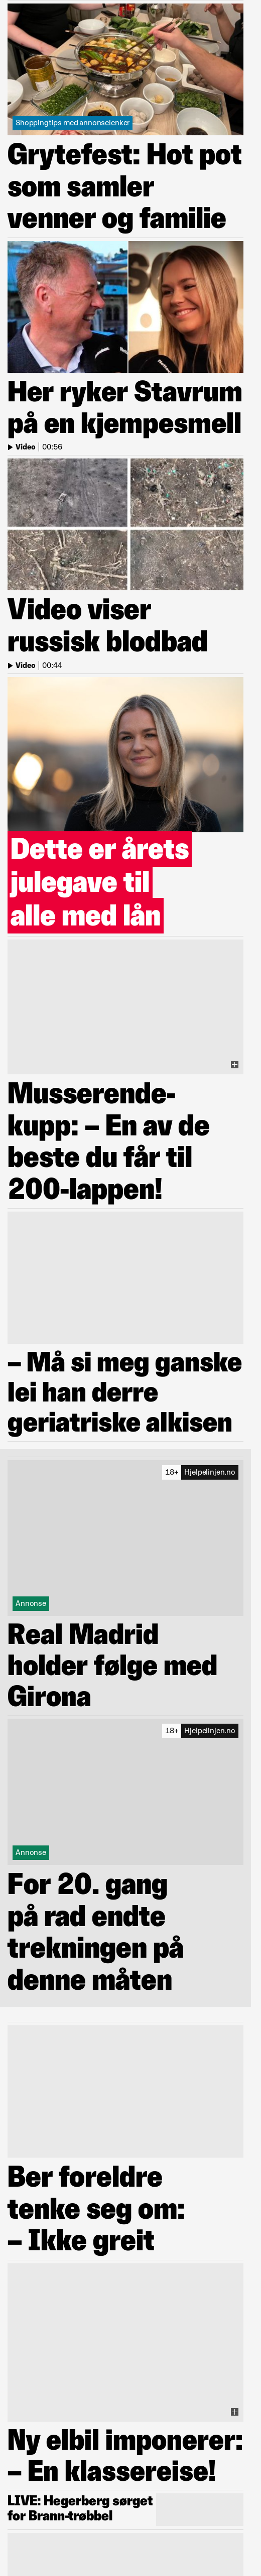 Shoppingtips med annonselenker
Grytefest: Hot pot
som samler
venner og familie
Her ryker Stavrum
på en kjempesmell
Video | 00:56
Video viser
russisk blodbad
Video | 00:44
Dette er årets
julegave til
alle med lån
Musserende-
kupp: – En av de
beste du får til
200-lappen!
– Må si meg ganske
lei han derre
geriatriske alkisen
18+ Hjelpelinjen.no
Annonse
Real Madrid
holder følge med
Girona
18+ Hjelpelinjen.no
Annonse
For 20. gang
på rad endte
trekningen på
denne måten
Ber foreldre
tenke seg om:
– Ikke greit
Ny elbil imponerer:
– En klassereise!
LIVE: Hegerberg sørget
for Brann-trøbbel